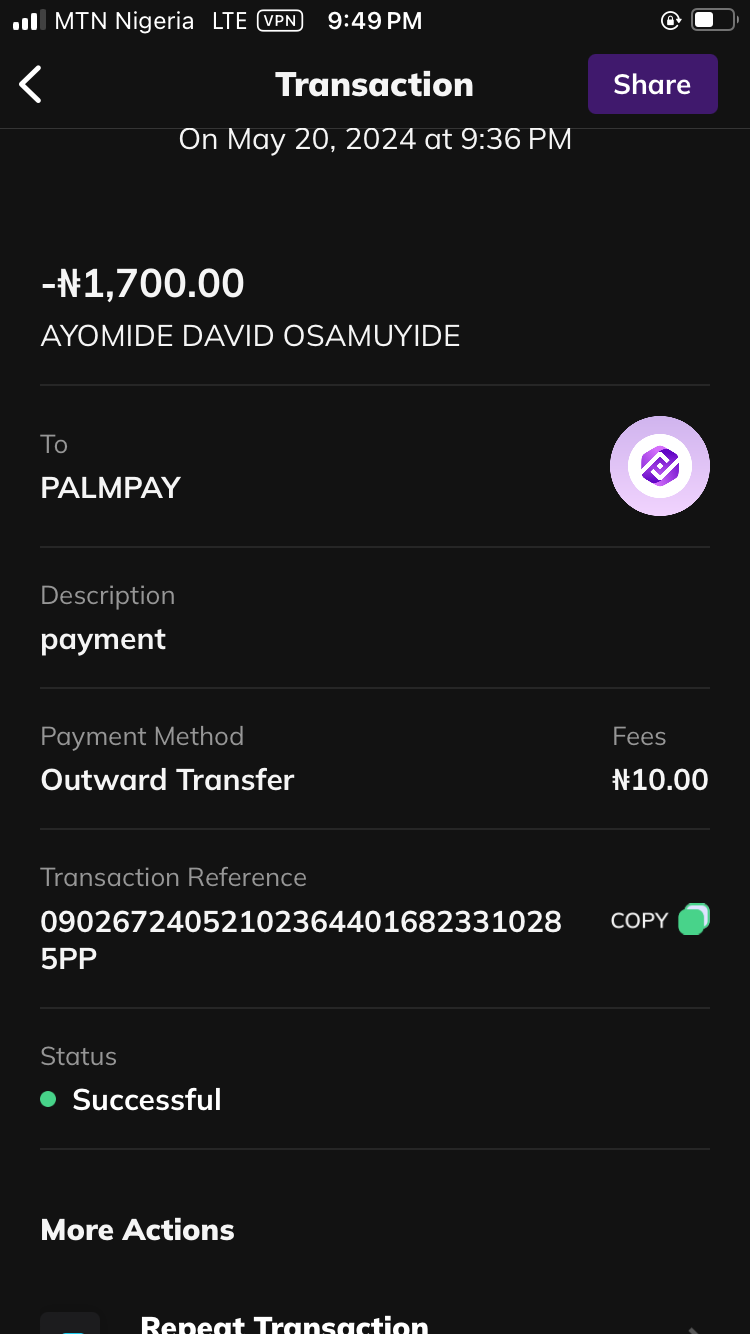 MTN Nigeria LTE VPN 9:49 PM
Transaction
Share
On May 20, 2024 at 9:36 PM
-₦1,700.00
AYOMIDE DAVID OSAMUYIDE
To
PALMPAY
Description
payment
Payment Method
Fees
Outward Transfer
₦10.00
Transaction Reference
09026724052102364401682331028
5PP
COPY
Status
Successful
More Actions
Repeat Transaction